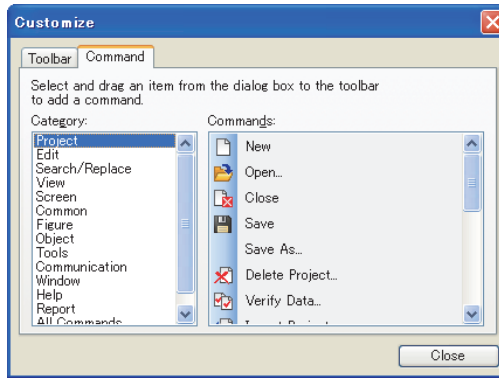 Customize
Toolbar
Command
Select and drag an item from the dialog box to the toolbar
to add a command.
Category:
Project
Edit
Search/Replace
View
Screen
Common
Figure
Object
Tools
Communication
Window
Help
Report
All Commands
Commands:
New
Open...
Close
Save
Save As...
Delete Project...
Verify Data...
Close